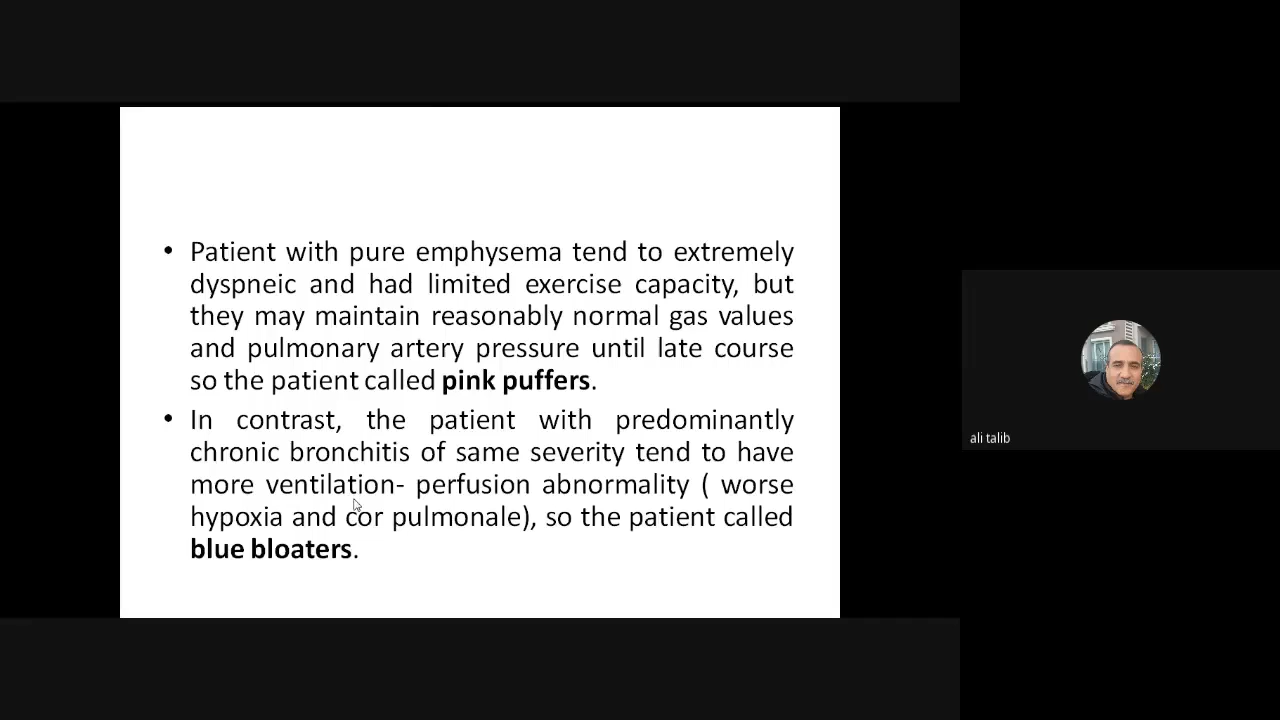 • Patient with pure emphysema tend to extremely
dyspneic and had limited exercise capacity, but
they may maintain reasonably normal gas values
and pulmonary artery pressure until late course
so the patient called pink puffers.
• In contrast, the patient with predominantly
chronic bronchitis of same severity tend to have
more ventilation- perfusion abnormality ( worse
hypoxia and cor pulmonale), so the patient called
blue bloaters.
ali talib